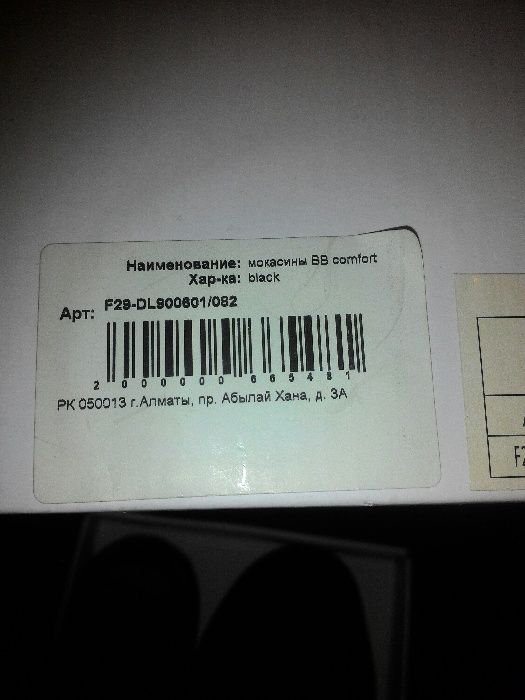 Наименование: мокасины BB comfort
Хар-ка: black
Арт: F29-DL900601/082
2 000000 665481
РК 050013 г.Алматы, пр. Абылай Хана, д. 3А